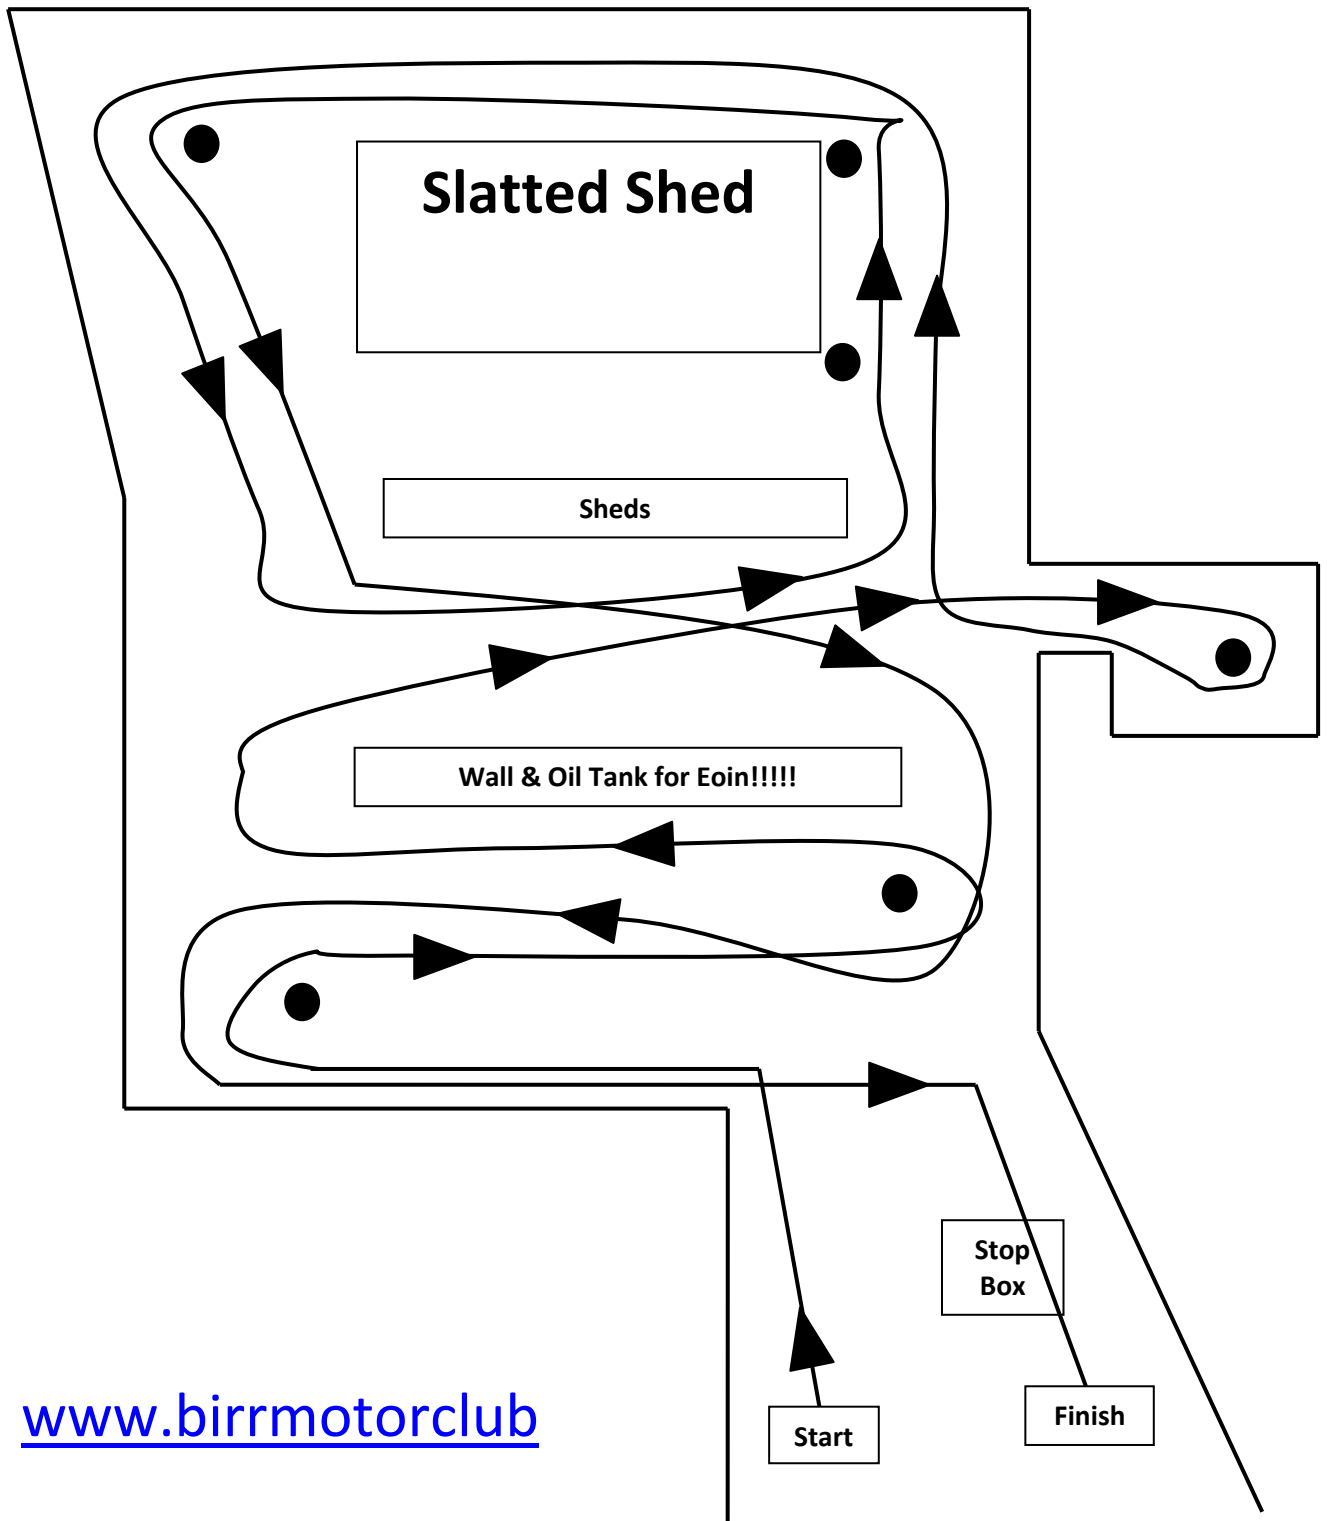 Slatted Shed
Sheds
Wall & Oil Tank for Eoin!!!!!
Stop
Box
Finish
Start
www.birrmotorclub